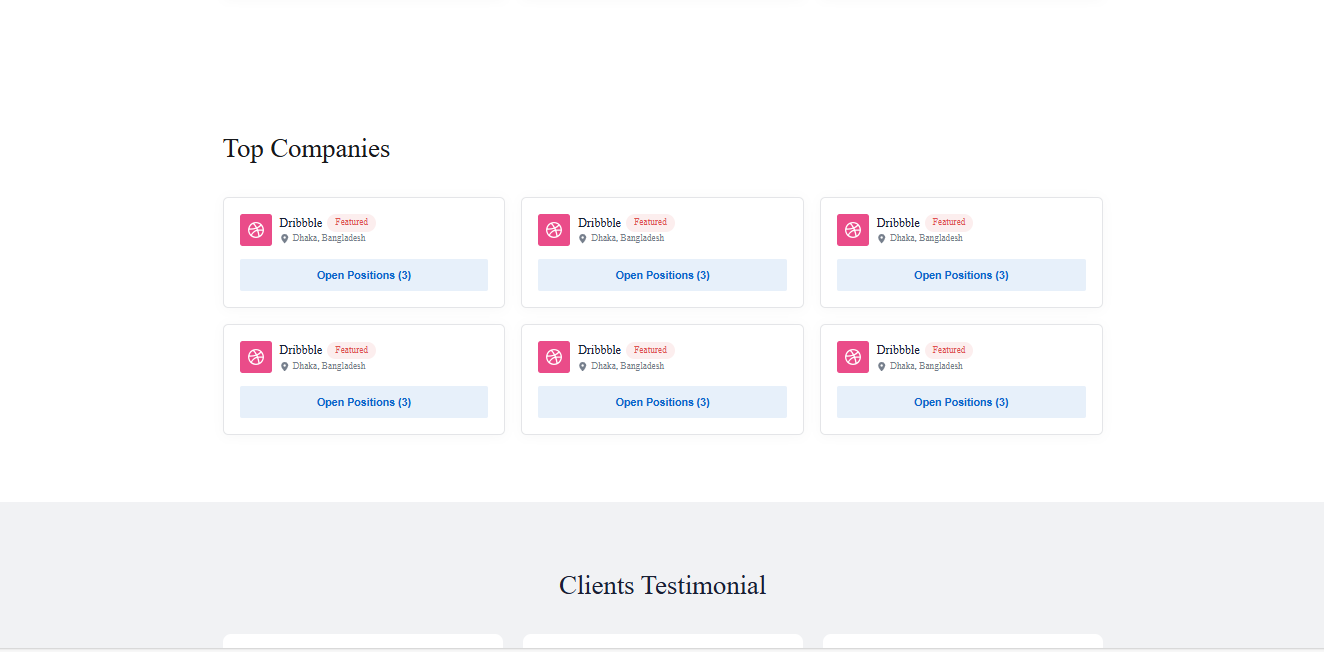 Top Companies
Dribbble Featured
Dhaka, Bangladesh
Open Positions (3)
Dribbble Featured
Dhaka, Bangladesh
Open Positions (3)
Dribbble Featured
Dhaka, Bangladesh
Open Positions (3)
Dribbble Featured
Dhaka, Bangladesh
Open Positions (3)
Dribbble Featured
Dhaka, Bangladesh
Open Positions (3)
Dribbble Featured
Dhaka, Bangladesh
Open Positions (3)
Clients Testimonial